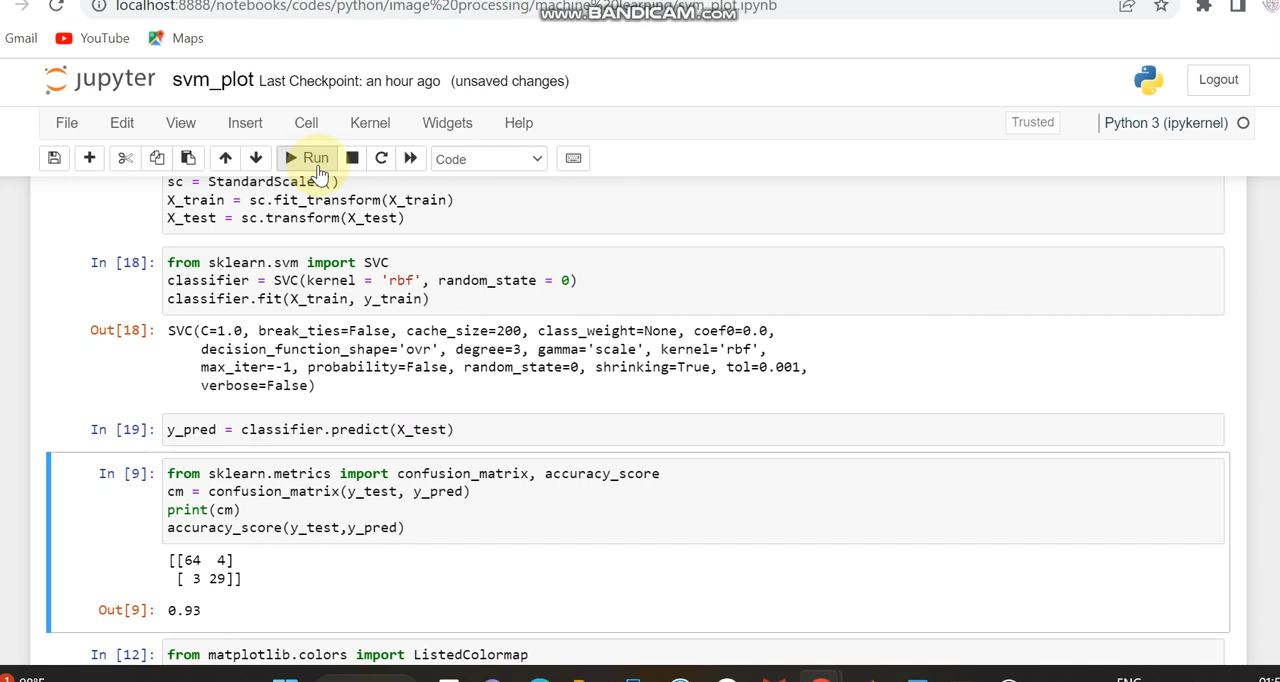 localhost:8888/notebooks/codes/python/image%20processing/machine%20learning/svm_plot.ipynb
www.BANDICAM.com
Gmail YouTube Maps
jupyter svm_plot Last Checkpoint: an hour ago (unsaved changes) Logout
File Edit View Insert Cell Kernel Widgets Help Trusted Python 3 (ipykernel)
Run Code
sc = StandardScaler()
X_train = sc.fit_transform(X_train)
X_test = sc.transform(X_test)
In [18]: from sklearn.svm import SVC
classifier = SVC(kernel = 'rbf', random_state = 0)
classifier.fit(X_train, y_train)
Out[18]: SVC(C=1.0, break_ties=False, cache_size=200, class_weight=None, coef0=0.0,
decision_function_shape='ovr', degree=3, gamma='scale', kernel='rbf',
max_iter=-1, probability=False, random_state=0, shrinking=True, tol=0.001,
verbose=False)
In [19]: y_pred = classifier.predict(X_test)
In [9]: from sklearn.metrics import confusion_matrix, accuracy_score
cm = confusion_matrix(y_test, y_pred)
print(cm)
accuracy_score(y_test,y_pred)
[[64 4]
[ 3 29]]
Out[9]: 0.93
In [12]: from matplotlib.colors import ListedColormap
ENG